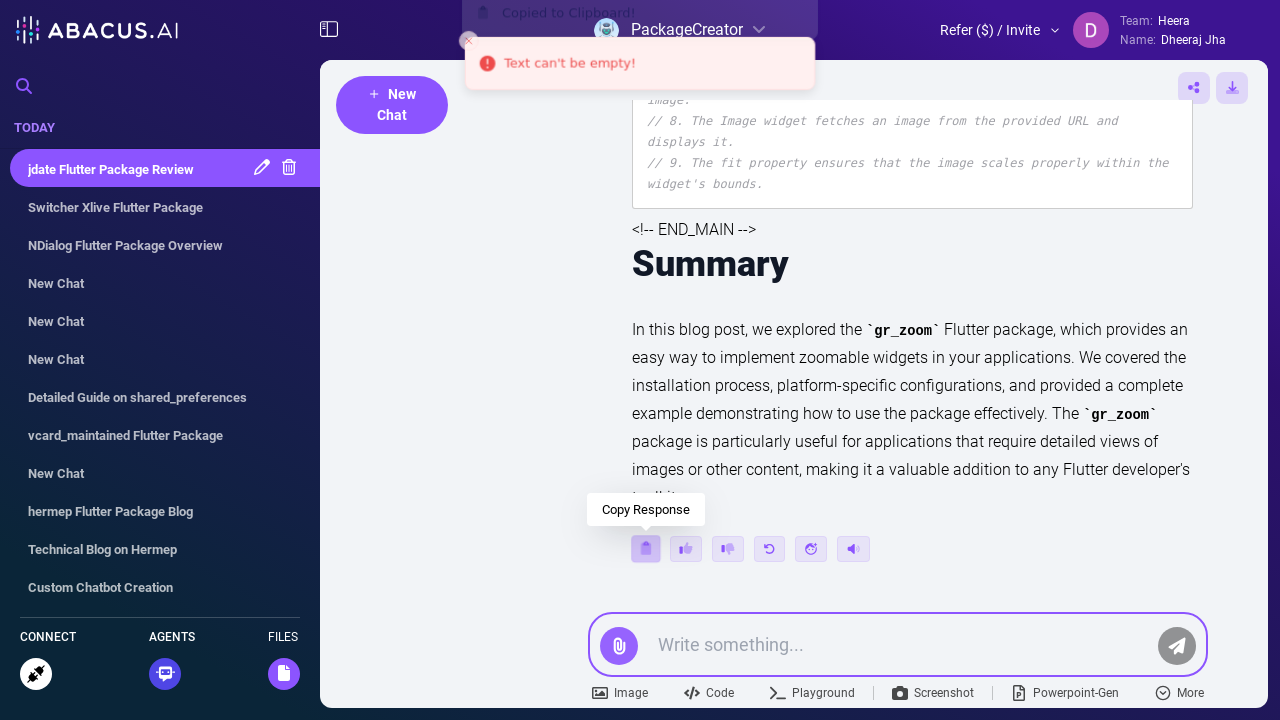 ABACUS.AI
TODAY
jdate Flutter Package Review
Switcher Xlive Flutter Package
NDialog Flutter Package Overview
New Chat
New Chat
New Chat
Detailed Guide on shared_preferences
vcard_maintained Flutter Package
New Chat
hermep Flutter Package Blog
Technical Blog on Hermep
Custom Chatbot Creation
CONNECT
AGENTS
FILES
Copied to Clipboard!
PackageCreator
Text can't be empty!
Refer ($) / Invite
D
Team: Heera
Name: Dheeraj Jha
+ New
Chat
image.
// 8. The Image widget fetches an image from the provided URL and
displays it.
// 9. The fit property ensures that the image scales properly within the
widget's bounds.
<!-- END_MAIN -->
Summary
In this blog post, we explored the `gr_zoom` Flutter package, which provides an
easy way to implement zoomable widgets in your applications. We covered the
installation process, platform-specific configurations, and provided a complete
example demonstrating how to use the package effectively. The `gr_zoom`
package is particularly useful for applications that require detailed views of
images or other content, making it a valuable addition to any Flutter developer's
Copy Response
Write something...
Image
Code
Playground
Screenshot
Powerpoint-Gen
More